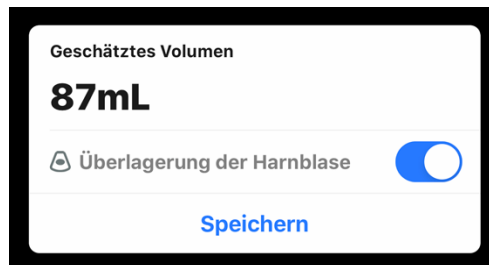 Geschätztes Volumen
87mL
Überlagerung der Harnblase
Speichern